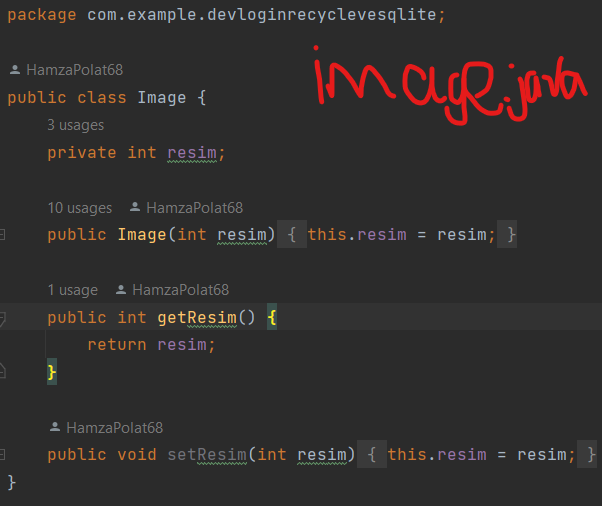 package com.example.devloginrecyclevesqlite;
image.java
HamzaPolat68
public class Image {
3 usages
private int resim;
10 usages HamzaPolat68
public Image(int resim) { this.resim = resim; }
1 usage HamzaPolat68
public int getResim() {
return resim;
}
HamzaPolat68
public void setResim(int resim) { this.resim = resim; }
}